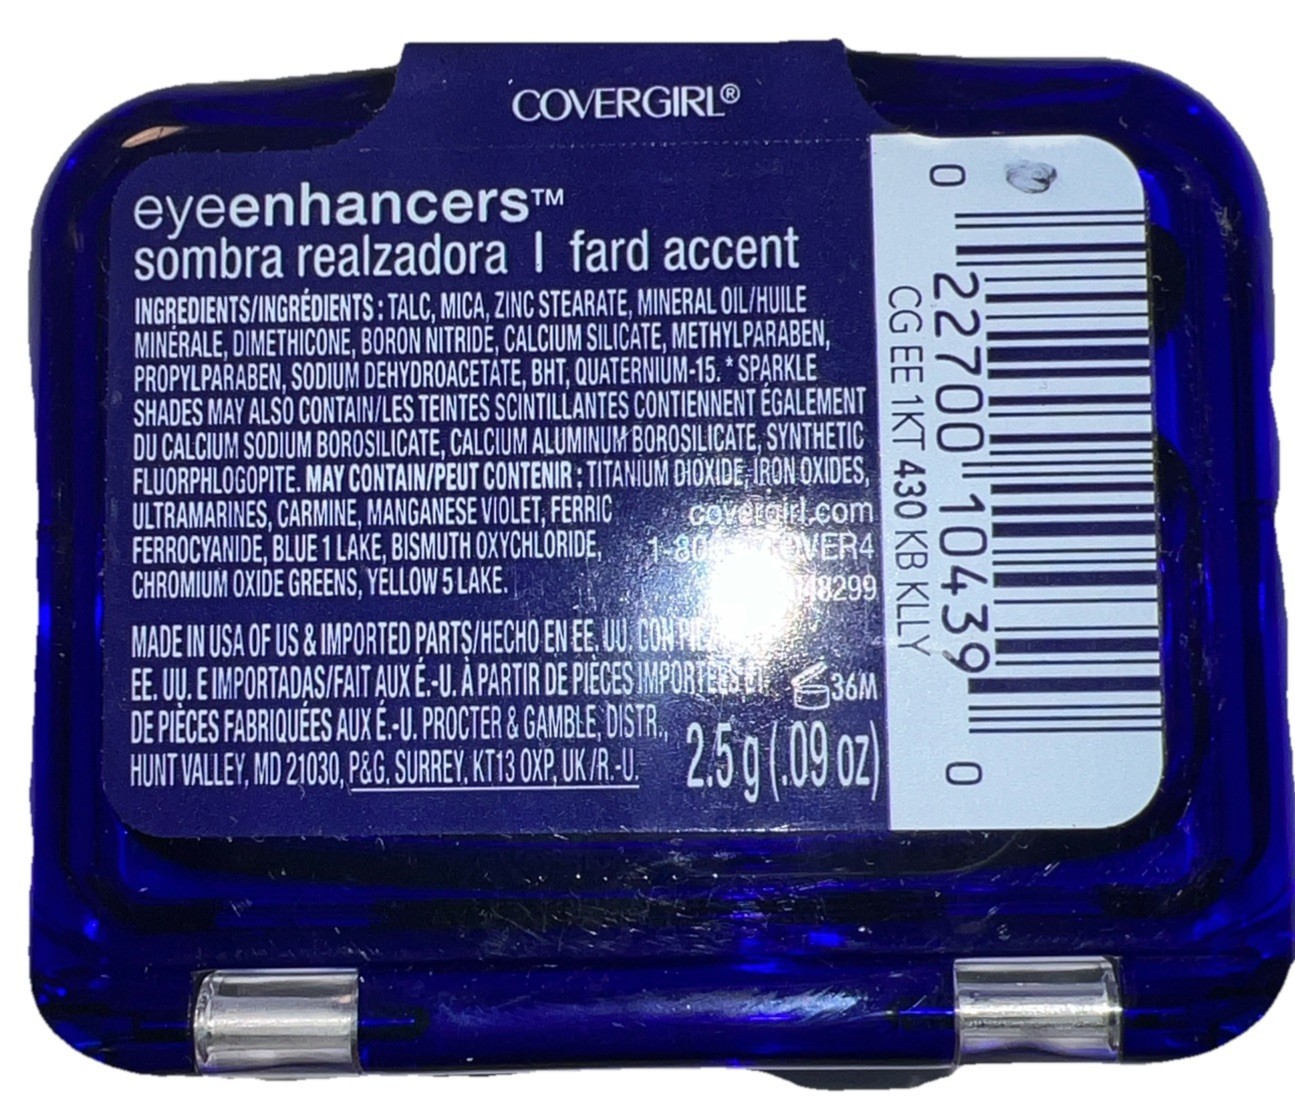 COVERGIRL®
eyeenhancers™
sombra realzadora | fard accent
INGREDIENTS/INGRÉDIENTS : TALC, MICA, ZINC STEARATE, MINERAL OIL/HUILE
MINÉRALE, DIMETHICONE, BORON NITRIDE, CALCIUM SILICATE, METHYLPARABEN,
PROPYLPARABEN, SODIUM DEHYDROACETATE, BHT, QUATERNIUM-15. * SPARKLE
SHADES MAY ALSO CONTAIN/LES TEINTES SCINTILLANTES CONTIENNENT ÉGALEMENT
DU CALCIUM SODIUM BOROSILICATE, CALCIUM ALUMINUM BOROSILICATE, SYNTHETIC
FLUORPHLOGOPITE. MAY CONTAIN/PEUT CONTENIR : TITANIUM DIOXIDE, IRON OXIDES,
ULTRAMARINES, CARMINE, MANGANESE VIOLET, FERRIC
FERROCYANIDE, BLUE 1 LAKE, BISMUTH OXYCHLORIDE,
CHROMIUM OXIDE GREENS, YELLOW 5 LAKE.
covergirl.com
MADE IN USA OF US & IMPORTED PARTS/HECHO EN EE. UU. CON
EE. UU. E IMPORTADAS/FAIT AUX É.-U. À PARTIR DE PIÈCES IMPORTÉES ET
DE PIÈCES FABRIQUÉES AUX É.-U. PROCTER & GAMBLE, DISTR.,
HUNT VALLEY, MD 21030, P&G, SURREY, KT13 0XP, UK /R.-U.
36M
2.5 g (.09 oz)
0 22700 10439 0
CG EE 1KT 430 KB KLLY